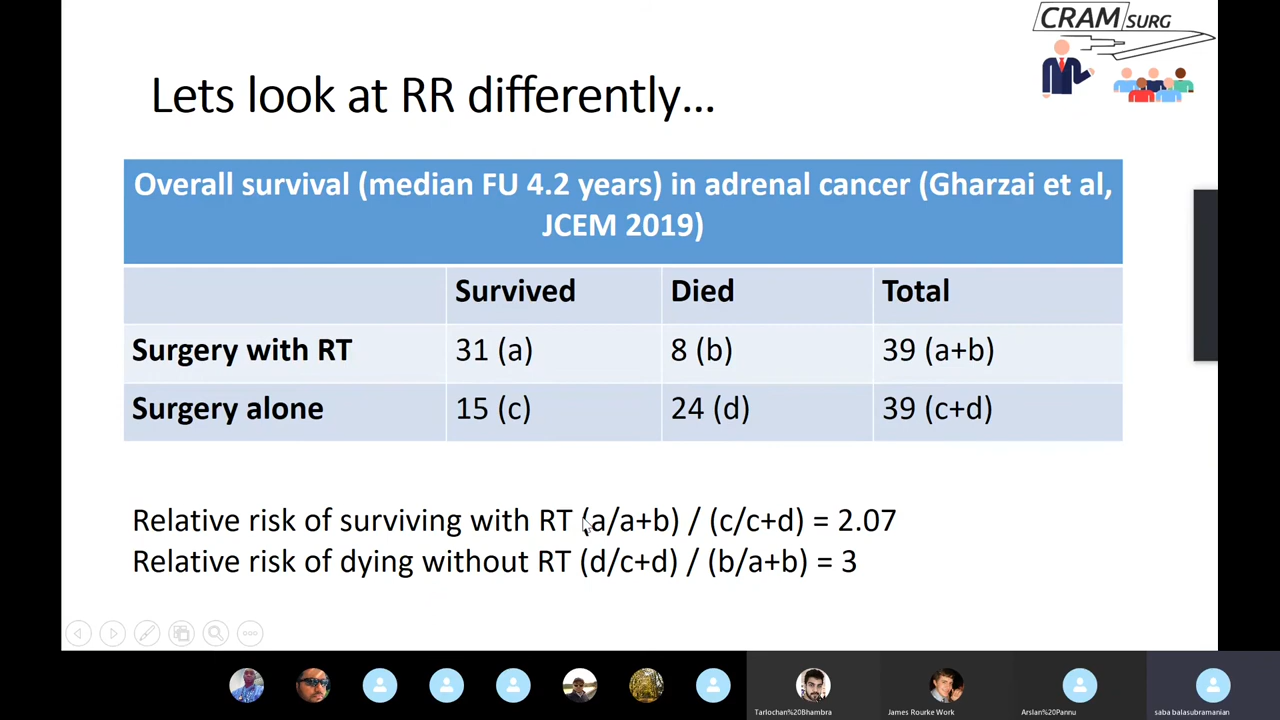 CRAM SURG
Lets look at RR differently...
Overall survival (median FU 4.2 years) in adrenal cancer (Gharzai et al,
JCEM 2019)
Survived Died Total
Surgery with RT 31 (a) 8 (b) 39 (a+b)
Surgery alone 15 (c) 24 (d) 39 (c+d)
Relative risk of surviving with RT (a/a+b) / (c/c+d) = 2.07
Relative risk of dying without RT (d/c+d) / (b/a+b) = 3
Tarlochan%20Bhambra James Rourke Work Arslan%20Pannu saba balasubramanian